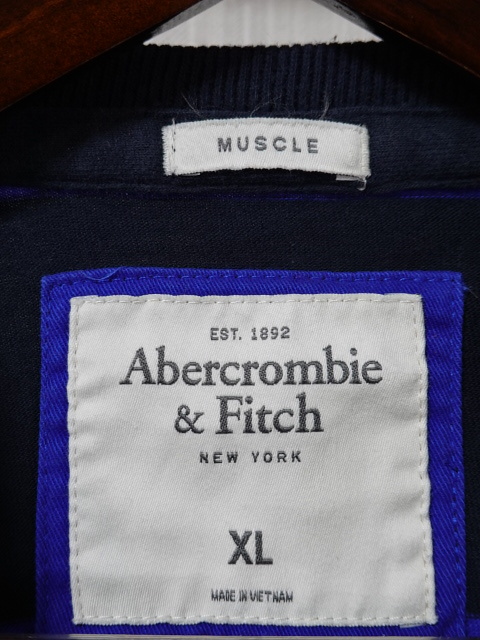 MUSCLE
EST. 1892
Abercrombie
& Fitch
NEW YORK
XL
MADE IN VIETNAM